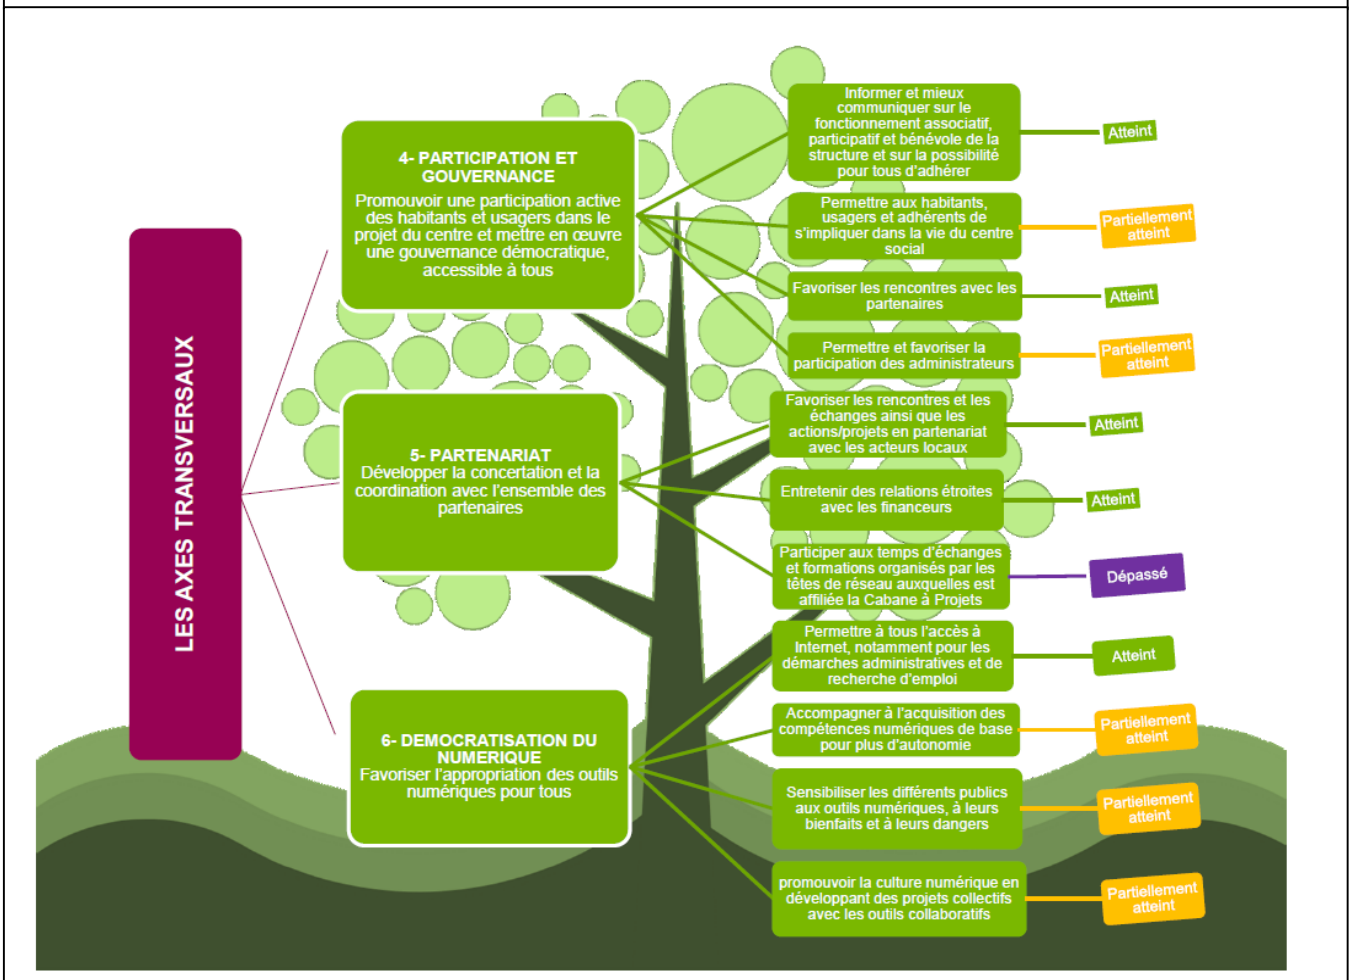 LES AXES TRANSVERSAUX
4- PARTICIPATION ET
GOUVERNANCE
Promouvoir une participation active
des habitants et usagers dans le
projet du centre et mettre en œuvre
une gouvernance démocratique,
accessible à tous
Informer et mieux
communiquer sur le
fonctionnement associatif,
participatif et bénévole de la
structure et sur la possibilité
pour tous d'adhérer
Atteint
Permettre aux habitants,
usagers et adhérents de
s'impliquer dans la vie du centre
social
Partiellement
atteint
Favoriser les rencontres avec les
partenaires
Atteint
Permettre et favoriser la
participation des administrateurs
Partiellement
atteint
5- PARTENARIAT
Développer la concertation et la
coordination avec l'ensemble des
partenaires
Favoriser les rencontres et les
échanges ainsi que les
actions/projets en partenariat
avec les acteurs locaux
Atteint
Entretenir des relations étroites
avec les financeurs
Atteint
Participer aux temps d'échanges
et formations organisés par les
têtes de réseau auxquelles est
affiliée la Cabane à Projets
Dépassé
6- DEMOCRATISATION DU
NUMERIQUE
Favoriser l'appropriation des outils
numériques pour tous
Permettre à tous l'accès à
Internet, notamment pour les
démarches administratives et de
recherche d'emploi
Atteint
Accompagner à l'acquisition des
compétences numériques de base
pour plus d'autonomie
Partiellement
atteint
Sensibiliser les différents publics
aux outils numériques, à leurs
bienfaits et à leurs dangers
Partiellement
atteint
promouvoir la culture numérique en
développant des projets collectifs
avec les outils collaboratifs
Partiellement
atteint